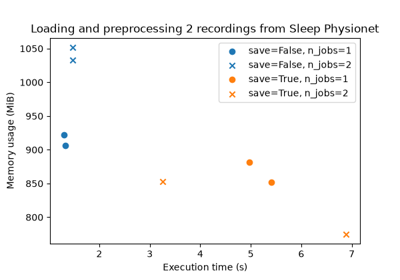 Loading and preprocessing 2 recordings from Sleep Physionet
save=False, n_jobs=1
save=False, n_jobs=2
save=True, n_jobs=1
save=True, n_jobs=2
Memory usage (MiB)
1050
1000
950
900
850
800
2 3 4 5 6 7
Execution time (s)